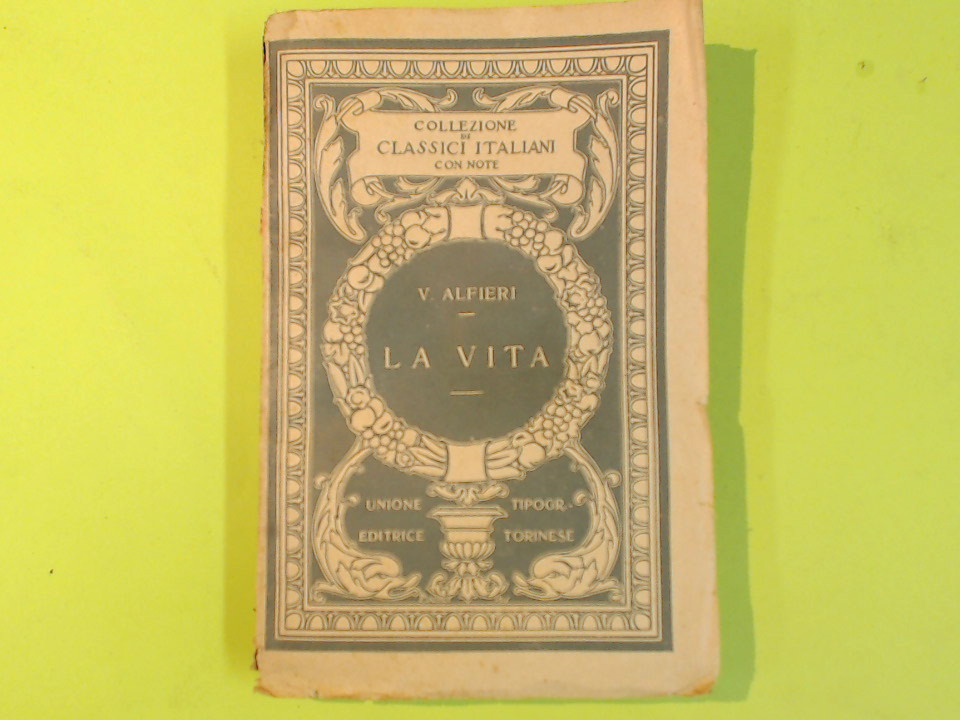 COLLEZIONE
DI
CLASSICI ITALIANI
CON NOTE
V. ALFIERI
LA VITA
UNIONE TIPOGR.
EDITRICE TORINESE